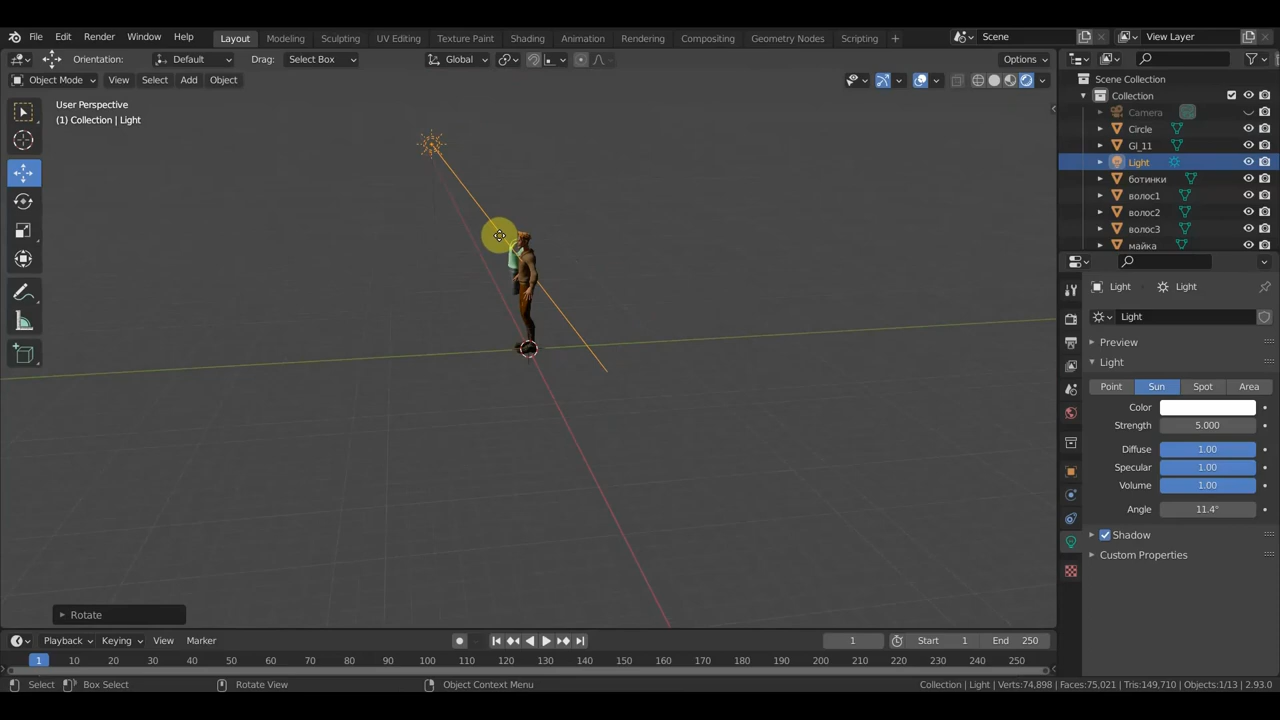 File Edit Render Window Help Layout Modeling Sculpting UV Editing Texture Paint Shading Animation Rendering Compositing Geometry Nodes Scripting + Scene View Layer
Orientation: Default Drag: Select Box Global Options
Object Mode View Select Add Object
Scene Collection
User Perspective
(1) Collection | Light
Collection
Camera
Circle
Gl_11
Light
ботинки
волос1
волос2
волос3
майка
Light Light
Light
Preview
Light
Point Sun Spot Area
Color
Strength 5.000
Diffuse 1.00
Specular 1.00
Volume 1.00
Angle 11.4°
Shadow
Custom Properties
Rotate
Playback Keying View Marker 1 Start 1 End 250
1 10 20 30 40 50 60 70 80 90 100 110 120 130 140 150 160 170 180 190 200 210 220 230 240 250
Select Box Select Rotate View Object Context Menu Collection | Light | Verts:74,898 | Faces:75,021 | Tris:149,710 | Objects:1/13 | 2.93.0